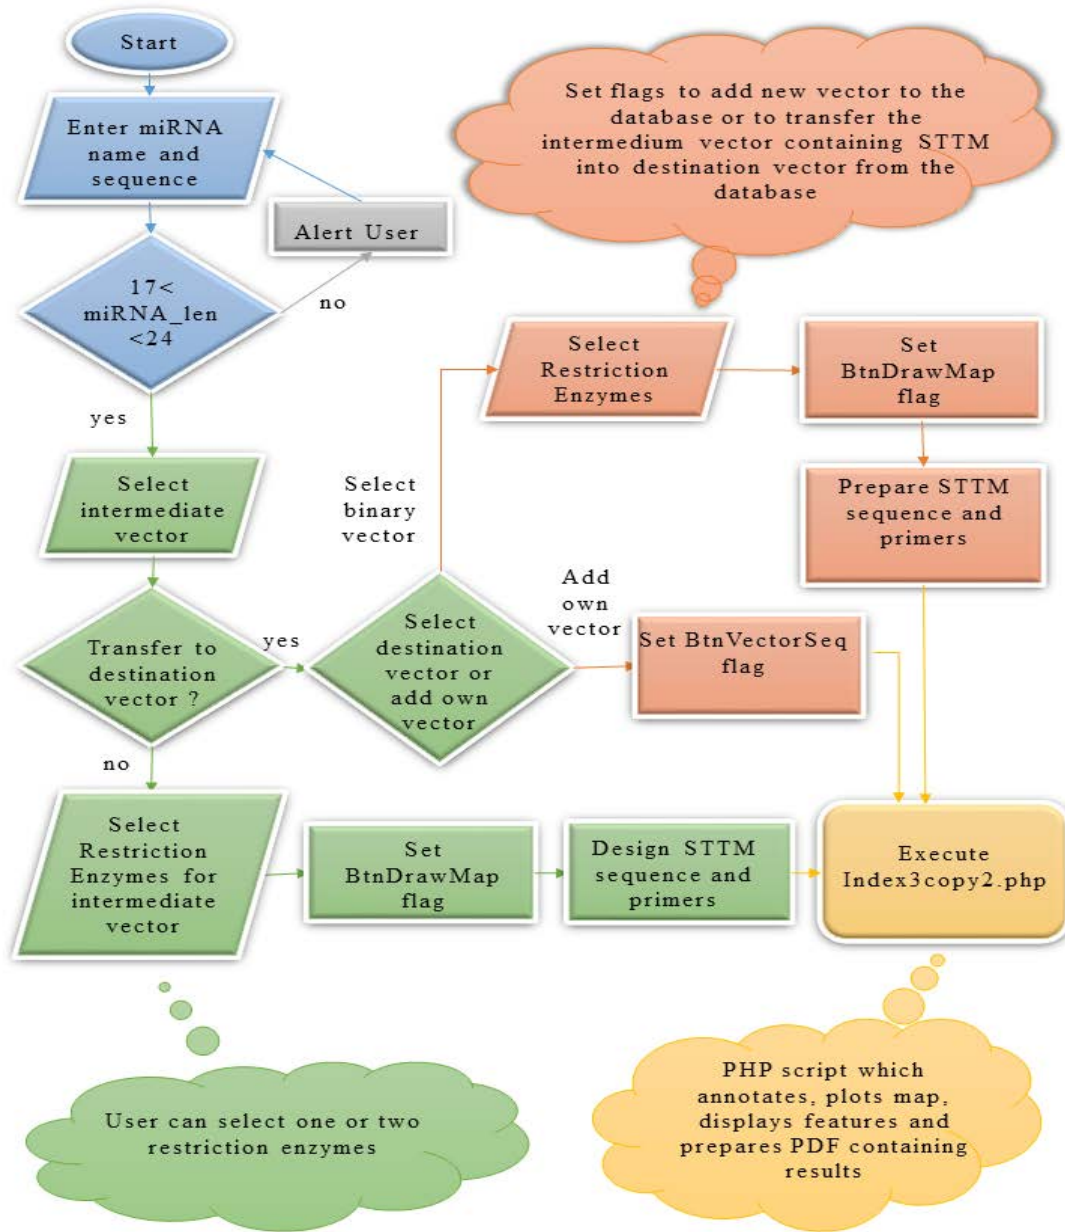 Start
Enter miRNA
name and
sequence
Alert User
17<
miRNA_len
<24
no
yes
Set flags to add new vector to the
database or to transfer the
intermedium vector containing STTM
into destination vector from the
database
Select
Restriction
Enzymes
Set
BtnDrawMap
flag
Select
intermediate
vector
Select
binary
vector
Prepare STTM
sequence and
primers
Transfer to
destination
vector ?
yes
Select
destination
vector or
add own
vector
Add
own
vector
Set BtnVectorSeq
flag
no
Select
Restriction
Enzymes for
intermediate
vector
Set
BtnDrawMap
flag
Design STTM
sequence and
primers
Execute
Index3copy2.php
User can select one or two
restriction enzymes
PHP script which
annotates, plots map,
displays features and
prepares PDF containing
results